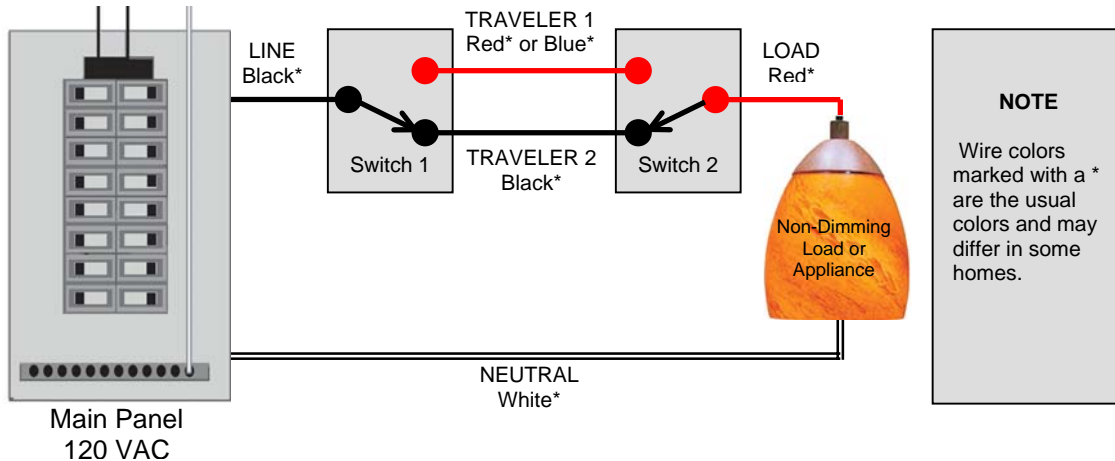 LINE
Black*
TRAVELER 1
Red* or Blue*
LOAD
Red*
Switch 1
TRAVELER 2
Black*
Switch 2
Non-Dimming
Load or
Appliance
NEUTRAL
White*
Main Panel
120 VAC
NOTE
Wire colors
marked with a *
are the usual
colors and may
differ in some
homes.